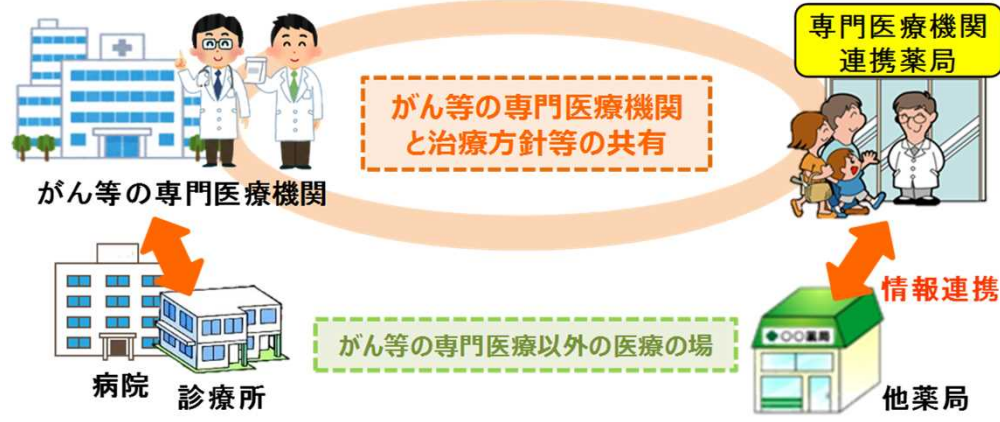 専門医療機関
連携薬局
がん等の専門医療機関
と治療方針等の共有
がん等の専門医療機関
情報連携
がん等の専門医療以外の医療の場
○○薬局
病院
診療所
他薬局